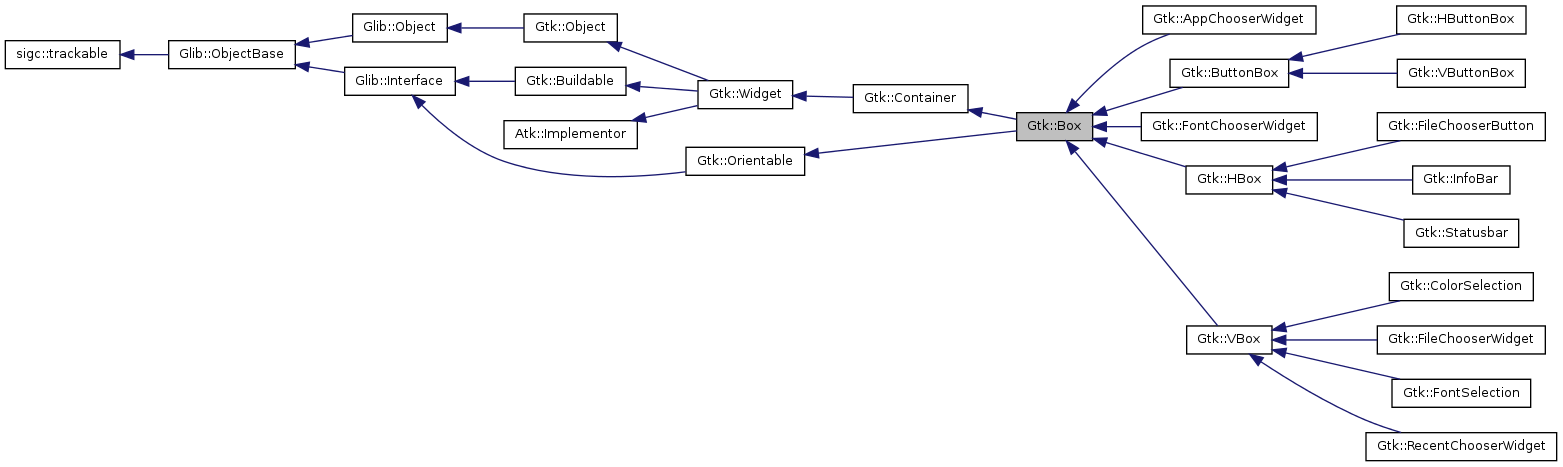 sigc::trackable
Glib::ObjectBase
Glib::Object
Glib::Interface
Gtk::Object
Gtk::Buildable
Atk::Implementor
Gtk::Widget
Gtk::Orientable
Gtk::Container
Gtk::Box
Gtk::AppChooserWidget
Gtk::ButtonBox
Gtk::FontChooserWidget
Gtk::HBox
Gtk::VBox
Gtk::HButtonBox
Gtk::VButtonBox
Gtk::FileChooserButton
Gtk::InfoBar
Gtk::Statusbar
Gtk::ColorSelection
Gtk::FileChooserWidget
Gtk::FontSelection
Gtk::RecentChooserWidget